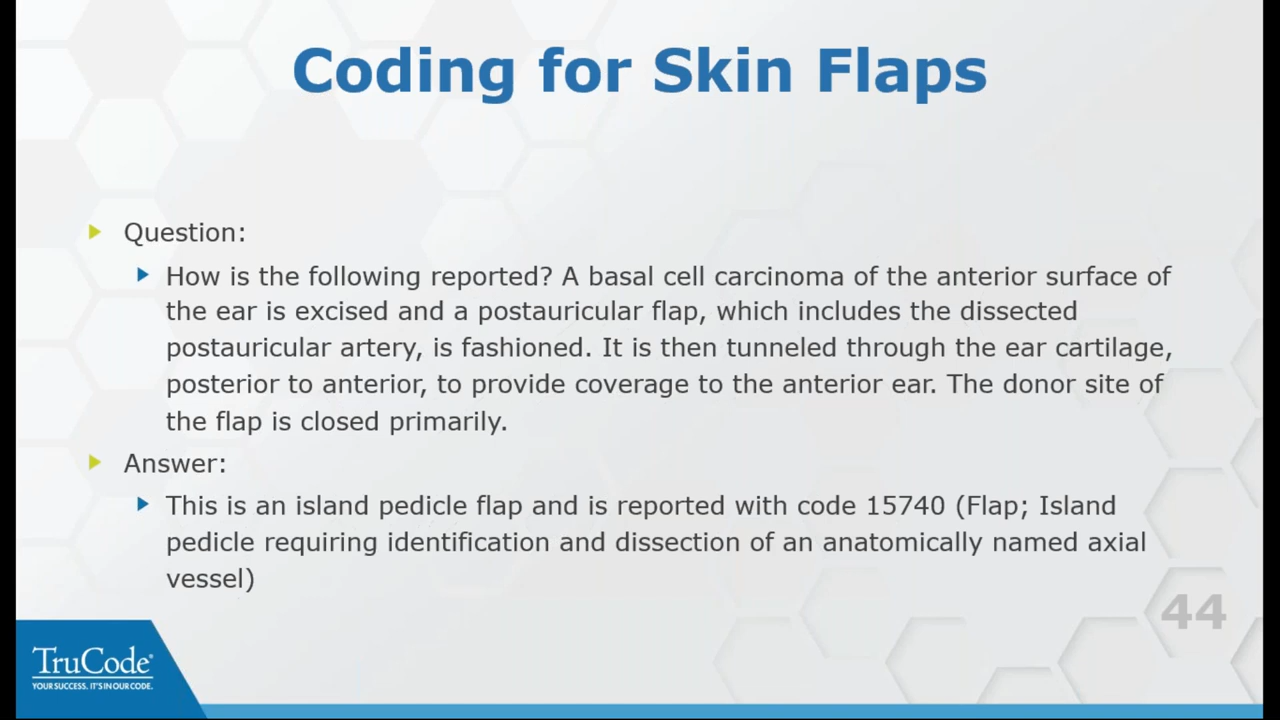 Coding for Skin Flaps
Question:
How is the following reported? A basal cell carcinoma of the anterior surface of
the ear is excised and a postauricular flap, which includes the dissected
postauricular artery, is fashioned. It is then tunneled through the ear cartilage,
posterior to anterior, to provide coverage to the anterior ear. The donor site of
the flap is closed primarily.
Answer:
This is an island pedicle flap and is reported with code 15740 (Flap; Island
pedicle requiring identification and dissection of an anatomically named axial
vessel)
44
TruCode®
YOUR SUCCESS. IT'S IN OUR CODE.